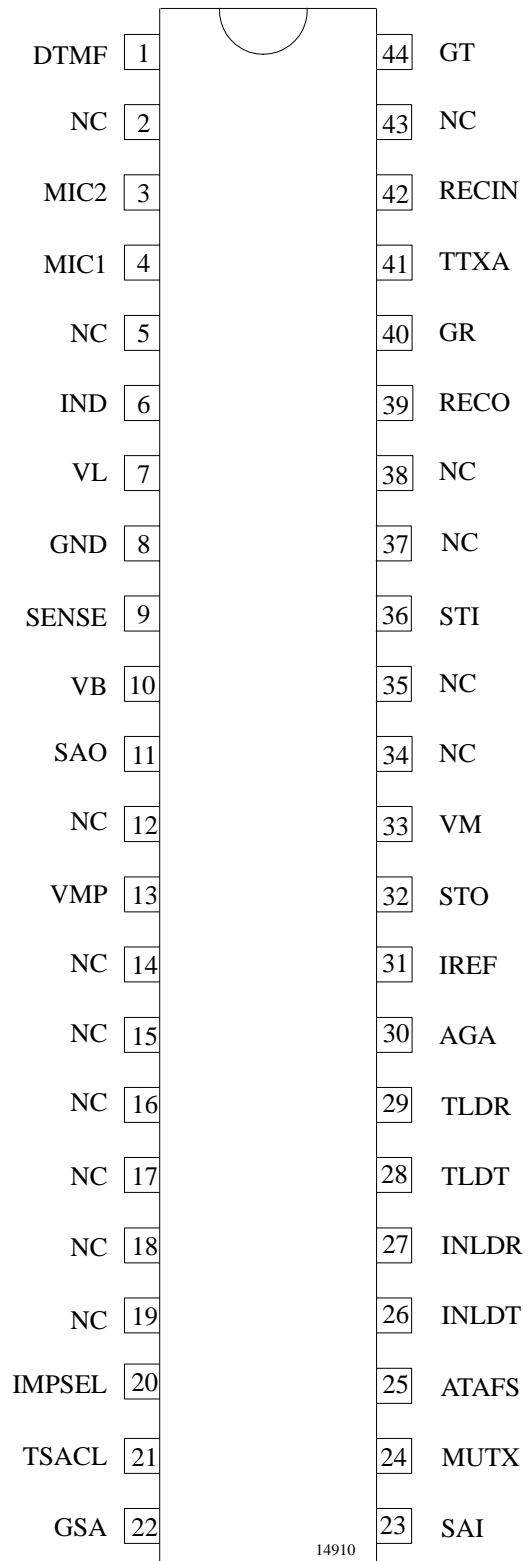 DTMF 1 44 GT
NC 2 43 NC
MIC2 3 42 RECIN
MIC1 4 41 TTXA
NC 5 40 GR
IND 6 39 RECO
VL 7 38 NC
GND 8 37 NC
SENSE 9 36 STI
VB 10 35 NC
SAO 11 34 NC
NC 12 33 VM
VMP 13 32 STO
NC 14 31 IREF
NC 15 30 AGA
NC 16 29 TLDR
NC 17 28 TLDT
NC 18 27 INLDR
NC 19 26 INLDT
IMPSEL 20 25 ATAFS
TSACL 21 24 MUTX
GSA 22 23 SAI
14910